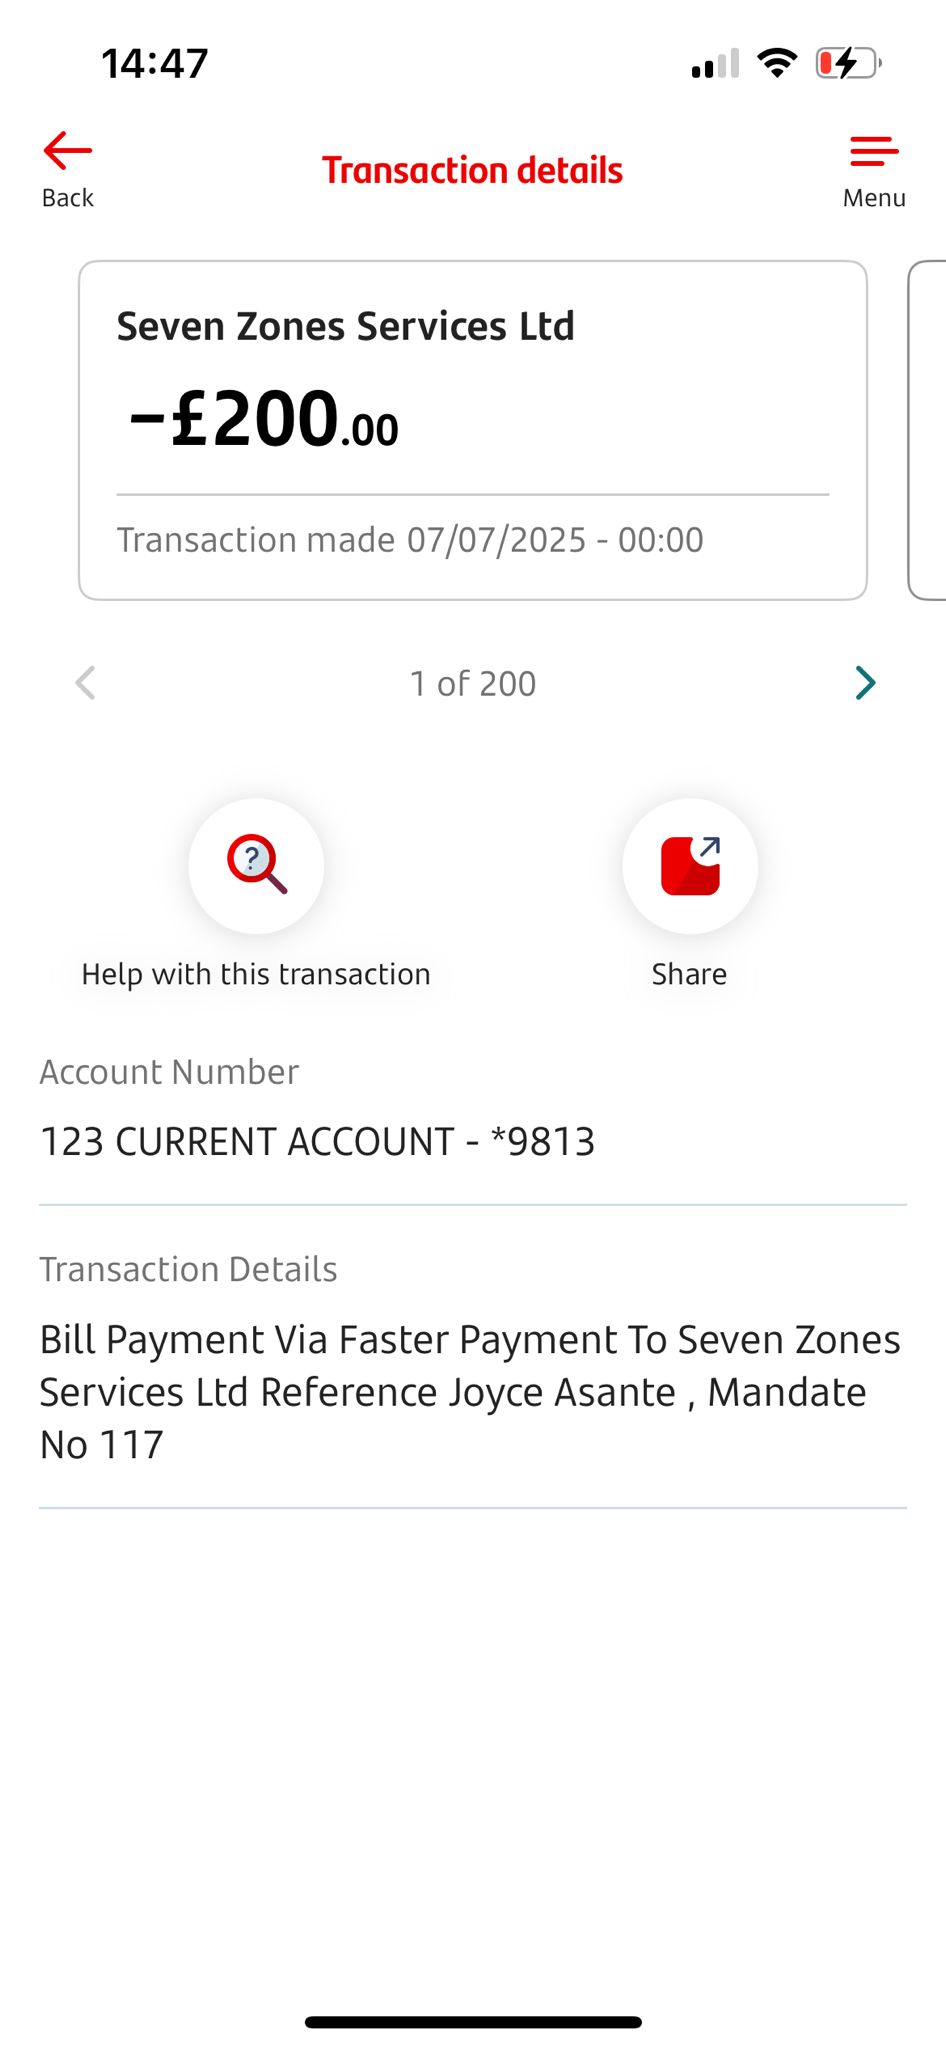 14:47
Back
Transaction details
Menu
Seven Zones Services Ltd
-£200.00
Transaction made 07/07/2025 - 00:00
1 of 200
?
Help with this transaction
Share
Account Number
123 CURRENT ACCOUNT - *9813
Transaction Details
Bill Payment Via Faster Payment To Seven Zones
Services Ltd Reference Joyce Asante , Mandate
No 117